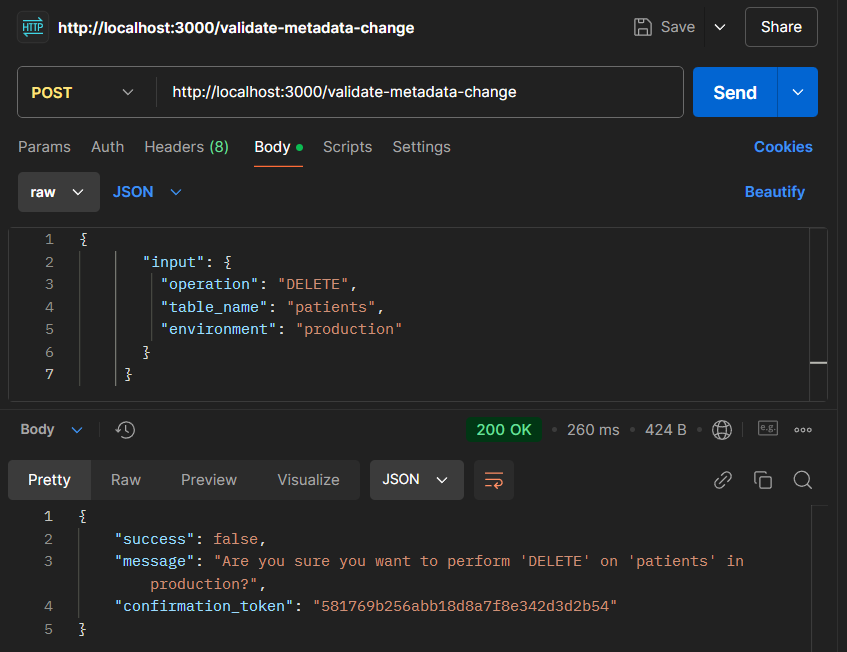 HTTP http://localhost:3000/validate-metadata-change Save Share
POST http://localhost:3000/validate-metadata-change Send
Params Auth Headers (8) Body Scripts Settings Cookies
raw JSON Beautify
1 {
2 "input": {
3 "operation": "DELETE",
4 "table_name": "patients",
5 "environment": "production"
6 }
7 }
Body 200 OK 260 ms 424 B e.g.
Pretty Raw Preview Visualize JSON
1 {
2 "success": false,
3 "message": "Are you sure you want to perform 'DELETE' on 'patients' in
production?",
4 "confirmation_token": "581769b256abb18d8a7f8e342d3d2b54"
5 }